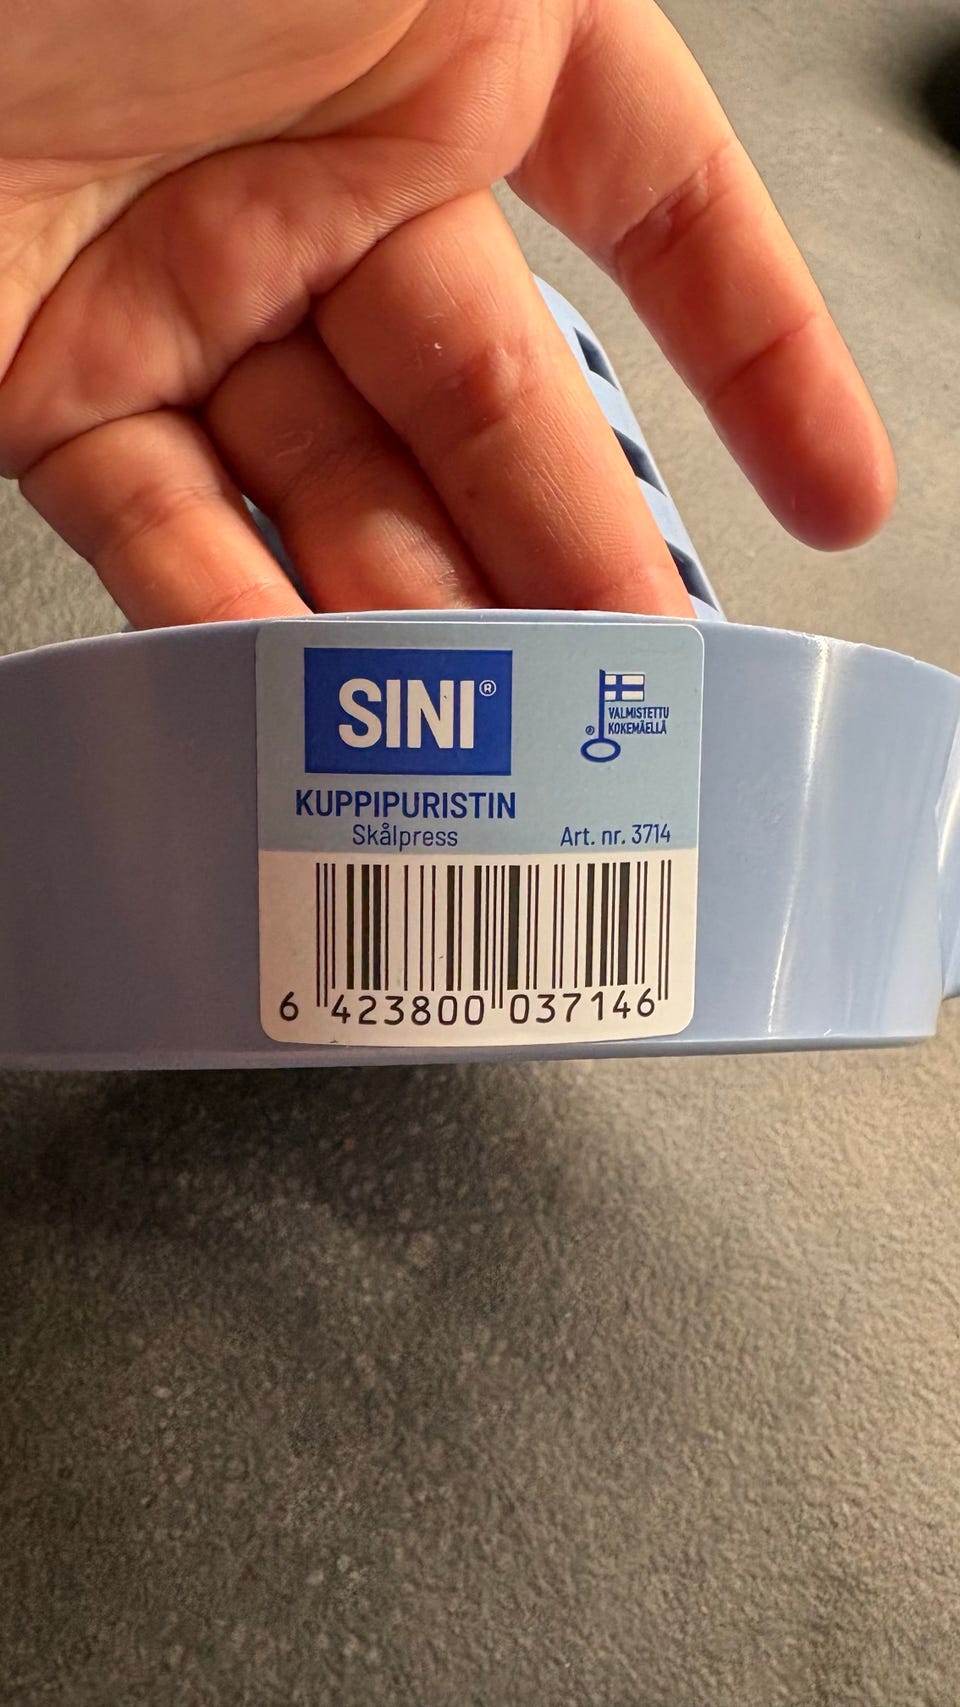 SINI®
VALMISTETTU
KOKEMÄELLÄ
KUPPIPURISTIN
Skålpress
Art. nr. 3714
6 423800 037146